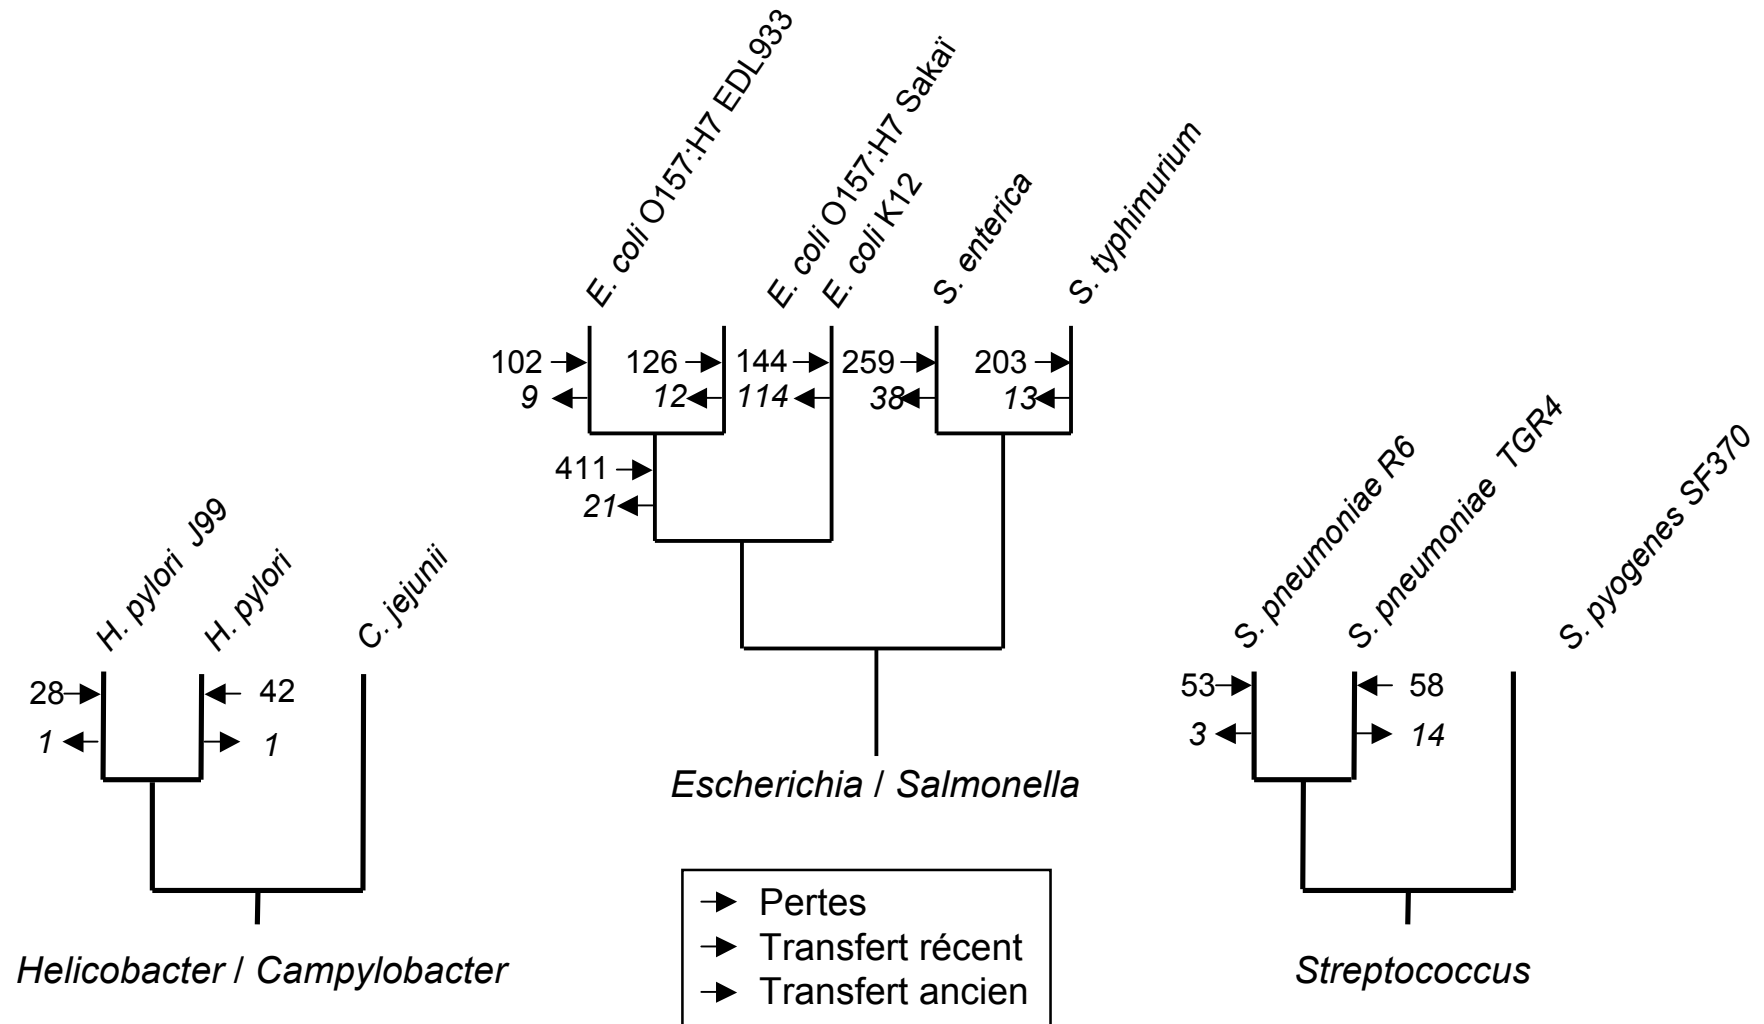 E. coli O157:H7 EDL933
E. coli O157:H7 Sakaï
E. coli K12
S. enterica
S. typhimurium
102
126
144
259
203
9
12
114
38
13
411
21
H. pylori J99
H. pylori
C. jejunii
28
42
1
1
S. pneumoniae R6
S. pneumoniae TGR4
S. pyogenes SF370
53
58
3
14
Escherichia / Salmonella
Helicobacter / Campylobacter
Streptococcus
Pertes
Transfert récent
Transfert ancien